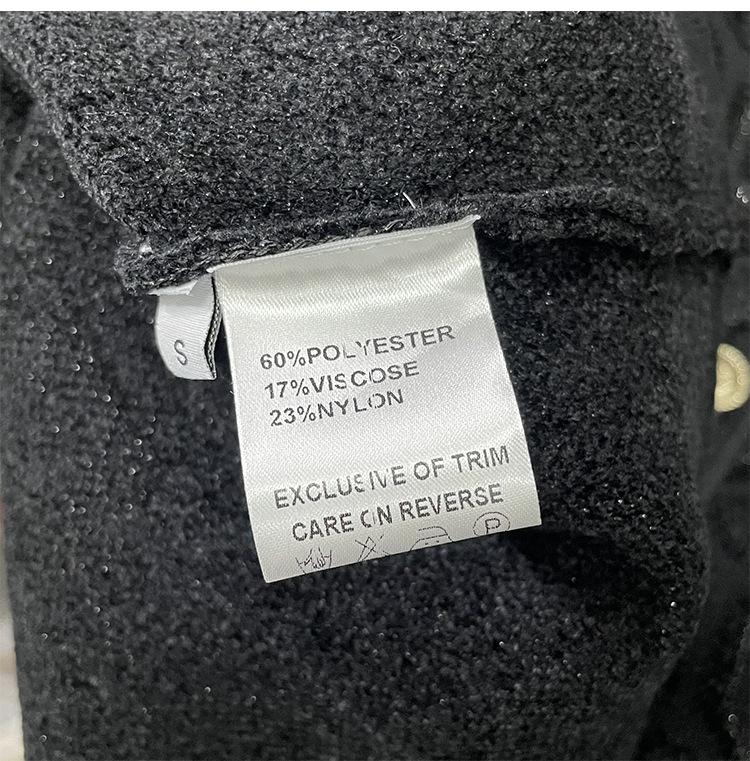 S
60%POLYESTER
17%VISCOSE
23%NYLON
EXCLUSIVE OF TRIM
CARE ON REVERSE
P